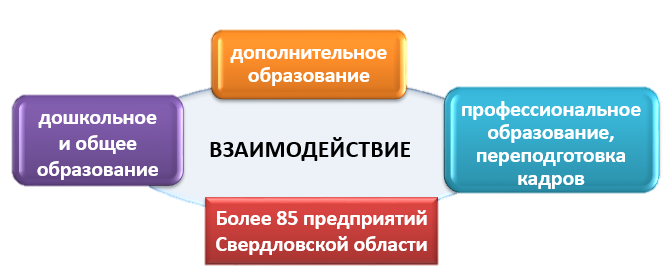 дополнительное
образование
дошкольное
и общее
образование
ВЗАИМОДЕЙСТВИЕ
профессиональное
образование,
переподготовка
кадров
Более 85 предприятий
Свердловской области